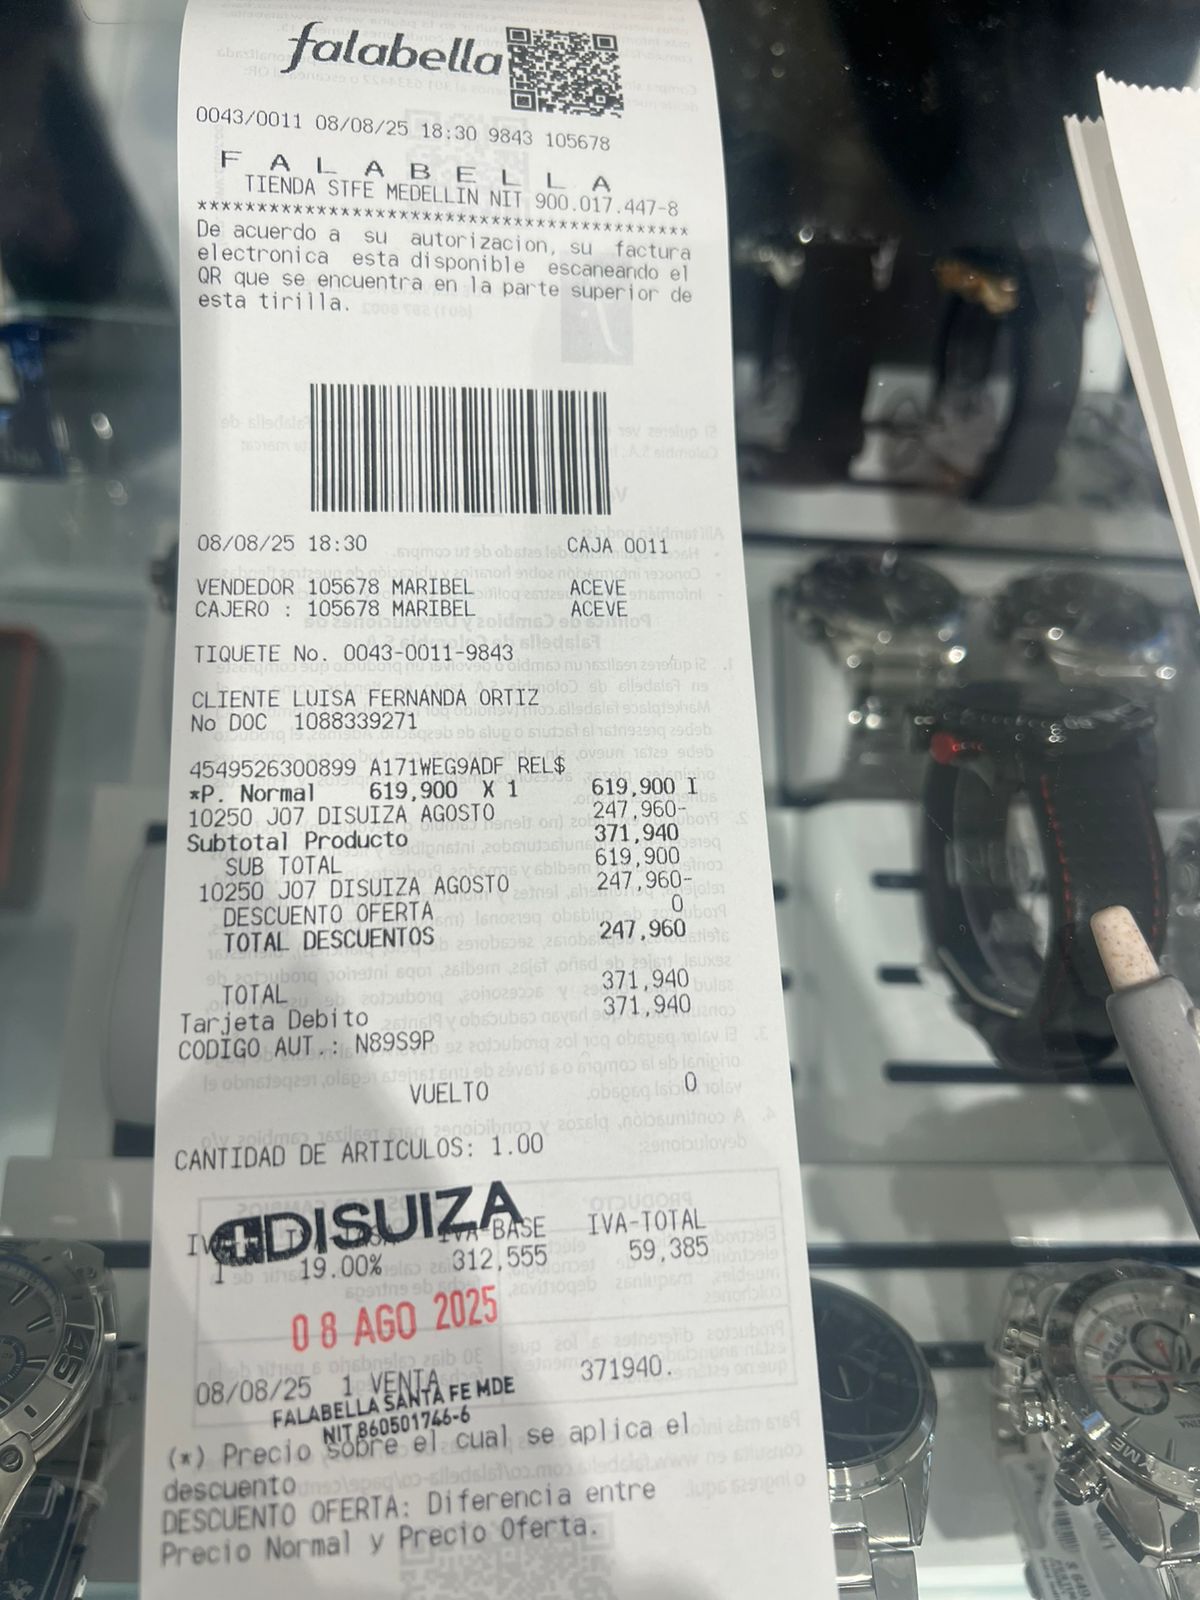 falabella
0043/0011 08/08/25 18:30 9843 105678
F A L A B E L L A
TIENDA STFE MEDELLIN NIT 900.017.447-8
*****************************************
De acuerdo a su autorizacion, su factura
electronica esta disponible escaneando el
QR que se encuentra en la parte superior de
esta tirilla.
08/08/25 18:30 CAJA 0011
VENDEDOR 105678 MARIBEL ACEVE
CAJERO : 105678 MARIBEL ACEVE
TIQUETE No. 0043-0011-9843
CLIENTE LUISA FERNANDA ORTIZ
No DOC 1088339271
4549526300899 A171WEG9ADF REL$
*P. Normal 619,900 X 1 619,900 I
10250 J07 DISUIZA AGOSTO 247,960-
Subtotal Producto 371,940
SUB TOTAL 619,900
10250 J07 DISUIZA AGOSTO 247,960-
DESCUENTO OFERTA 0
TOTAL DESCUENTOS 247,960
TOTAL 371,940
Tarjeta Debito 371,940
CODIGO AUT.: N89S9P
VUELTO 0
CANTIDAD DE ARTICULOS: 1.00
DISUIZA
IVA-BASE IVA-TOTAL
1 19.00% 312,555 59,385
08 AGO 2025
08/08/25 1 VENTA 371940.
FALABELLA SANTA FE MDE
NIT 860501746-6
(*) Precio sobre el cual se aplica el
descuento
DESCUENTO OFERTA: Diferencia entre
Precio Normal y Precio Oferta.